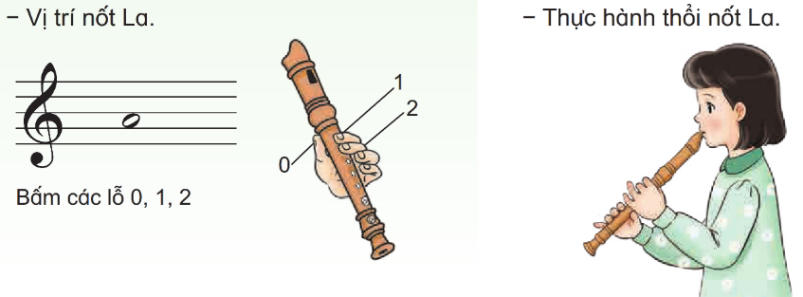 – Vị trí nốt La.
1
2
0
Bấm các lỗ 0, 1, 2
– Thực hành thổi nốt La.